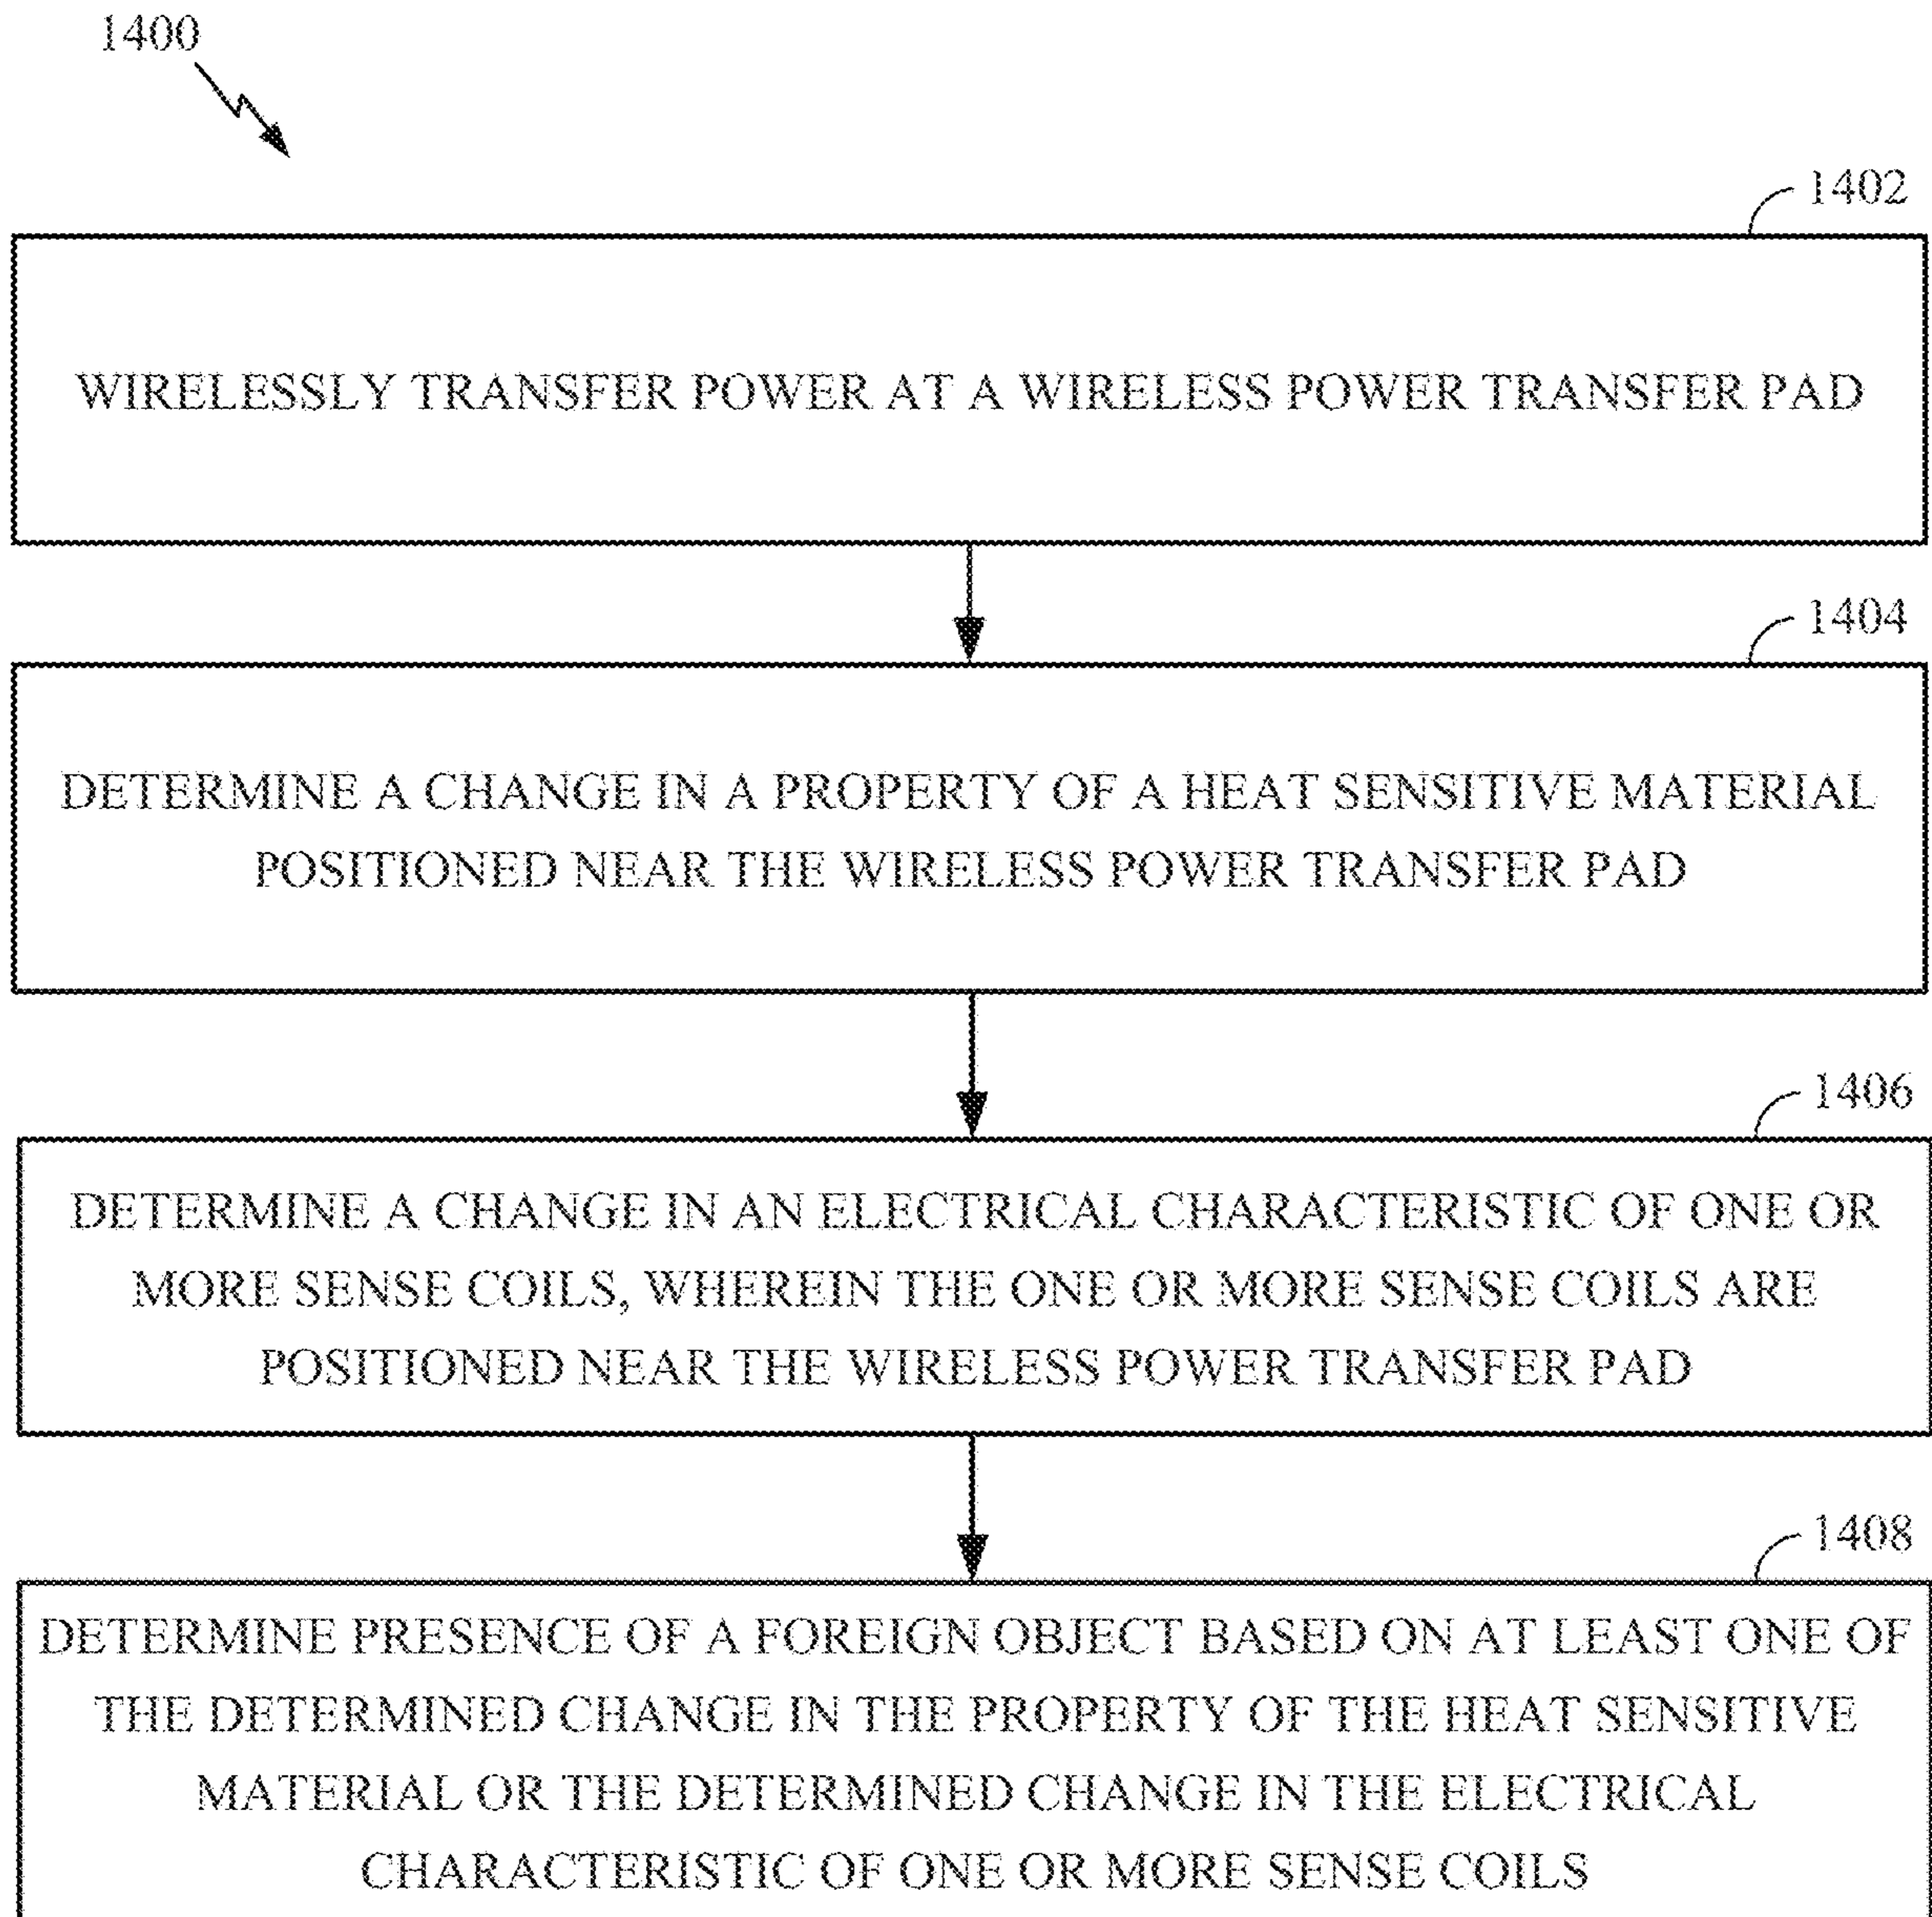 1400
1402
WIRELESSLY TRANSFER POWER AT A WIRELESS POWER TRANSFER PAD
1404
DETERMINE A CHANGE IN A PROPERTY OF A HEAT SENSITIVE MATERIAL
POSITIONED NEAR THE WIRELESS POWER TRANSFER PAD
1406
DETERMINE A CHANGE IN AN ELECTRICAL CHARACTERISTIC OF ONE OR
MORE SENSE COILS, WHEREIN THE ONE OR MORE SENSE COILS ARE
POSITIONED NEAR THE WIRELESS POWER TRANSFER PAD
1408
DETERMINE PRESENCE OF A FOREIGN OBJECT BASED ON AT LEAST ONE OF
THE DETERMINED CHANGE IN THE PROPERTY OF THE HEAT SENSITIVE
MATERIAL OR THE DETERMINED CHANGE IN THE ELECTRICAL
CHARACTERISTIC OF ONE OR MORE SENSE COILS